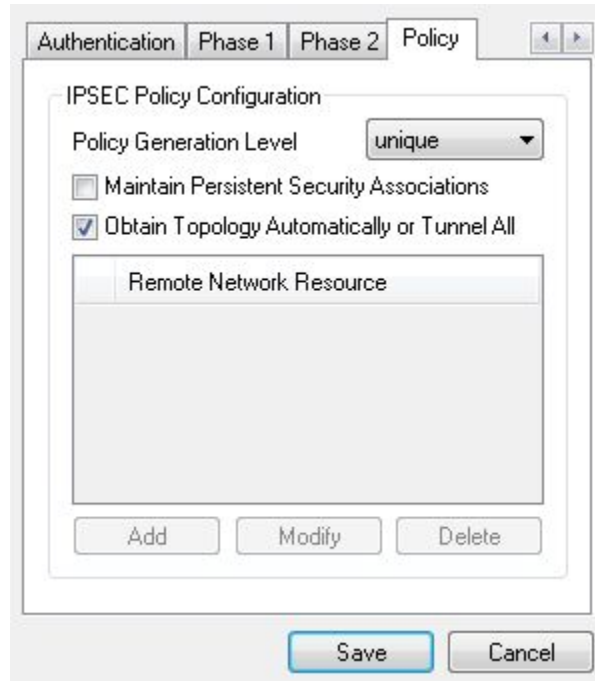 Authentication Phase 1 Phase 2 Policy
IPSEC Policy Configuration
Policy Generation Level unique
Maintain Persistent Security Associations
Obtain Topology Automatically or Tunnel All
Remote Network Resource
Add Modify Delete
Save Cancel